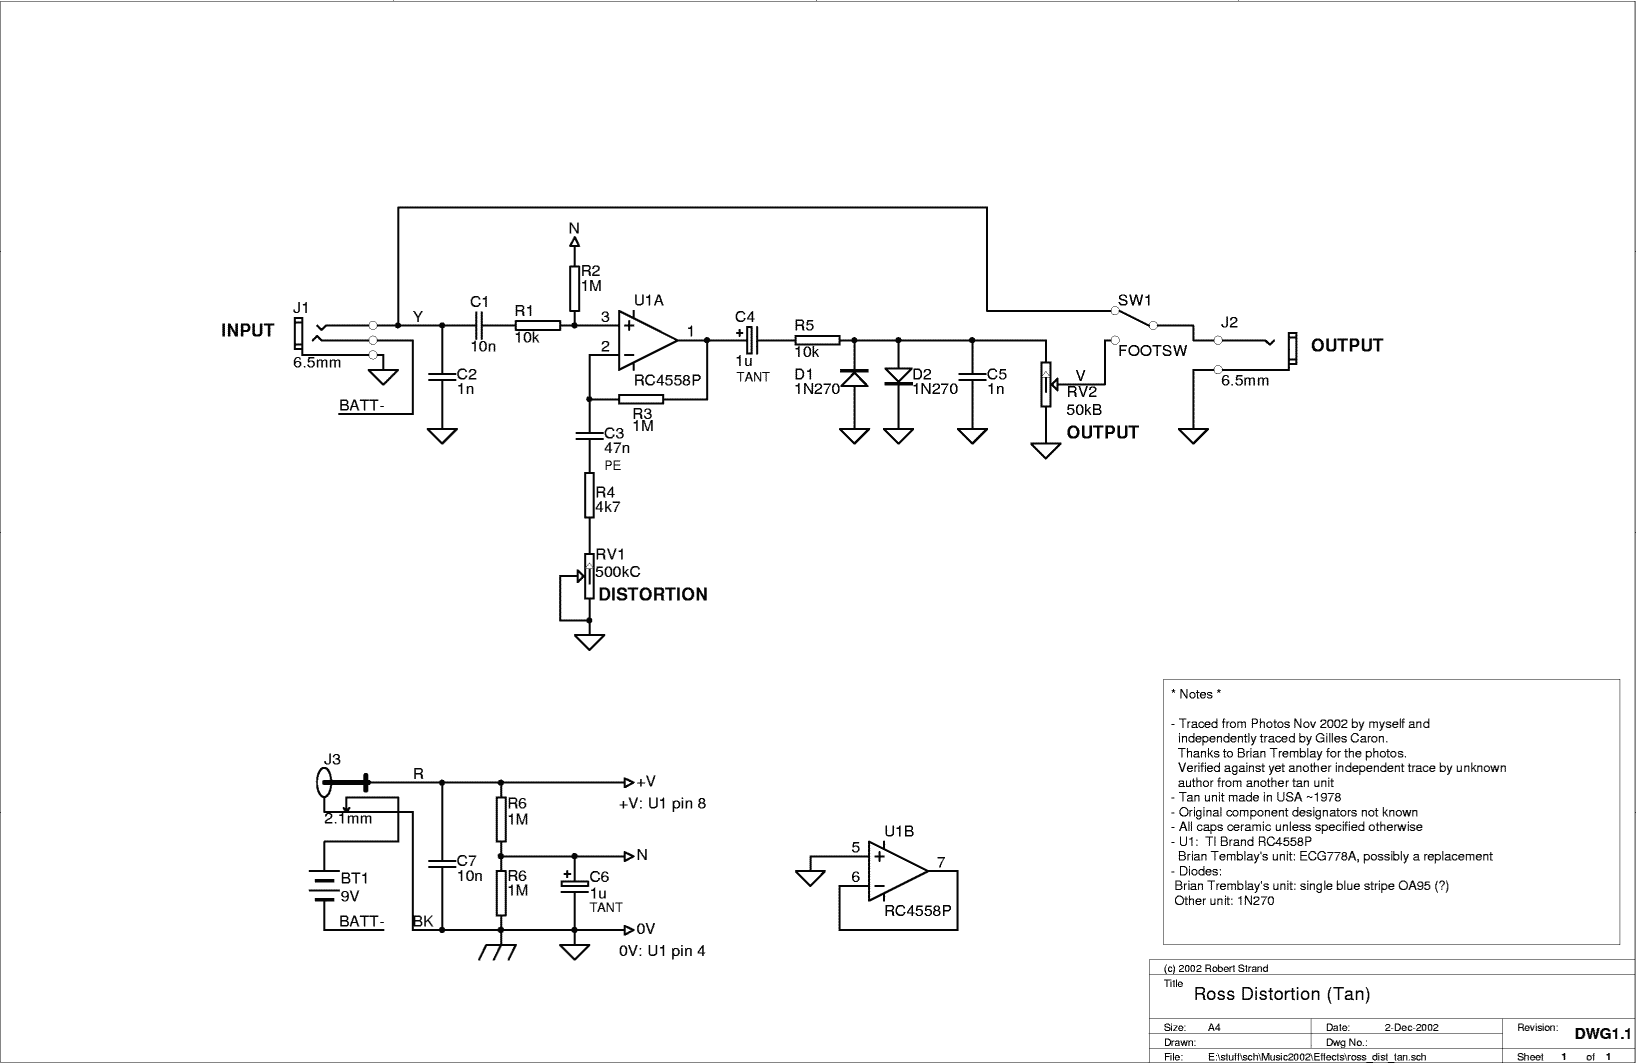 N
R2
1M
J1
INPUT
6.5mm
BATT-
Y
C1
10n
R1
10k
C2
1n
3
2
U1A
1
RC4558P
R3
1M
C3
47n
PE
R4
4k7
RV1
500kC
DISTORTION
C4
+
1u
TANT
R5
10k
D1
1N270
D2
1N270
C5
1n
V
RV2
50kB
OUTPUT
SW1
FOOTSW
J2
6.5mm
OUTPUT
J3
2.1mm
R
BT1
9V
BATT-
BK
C7
10n
R6
1M
R6
1M
+
C6
1u
TANT
+V
+V: U1 pin 8
N
0V
0V: U1 pin 4
U1B
5
6
7
RC4558P
* Notes *
- Traced from Photos Nov 2002 by myself and
independently traced by Gilles Caron.
Thanks to Brian Tremblay for the photos.
Verified against yet another independent trace by unknown
author from another tan unit
- Tan unit made in USA ~1978
- Original component designators not known
- All caps ceramic unless specified otherwise
- U1: TI Brand RC4558P
Brian Temblay's unit: ECG778A, possibly a replacement
- Diodes:
Brian Tremblay's unit: single blue stripe OA95 (?)
Other unit: 1N270
(c) 2002 Robert Strand
Title
Ross Distortion (Tan)
Size: A4
Date: 2-Dec-2002
Revision: DWG1.1
Drawn:
Dwg No.:
File: E:\stuff\sch\Music2002\Effects\ross_dist_tan.sch
Sheet 1 of 1